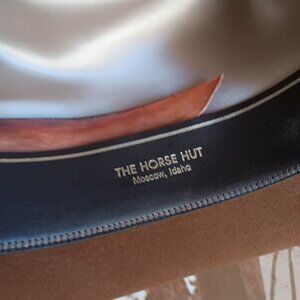 THE HORSE HUT
Moscow, Idaho